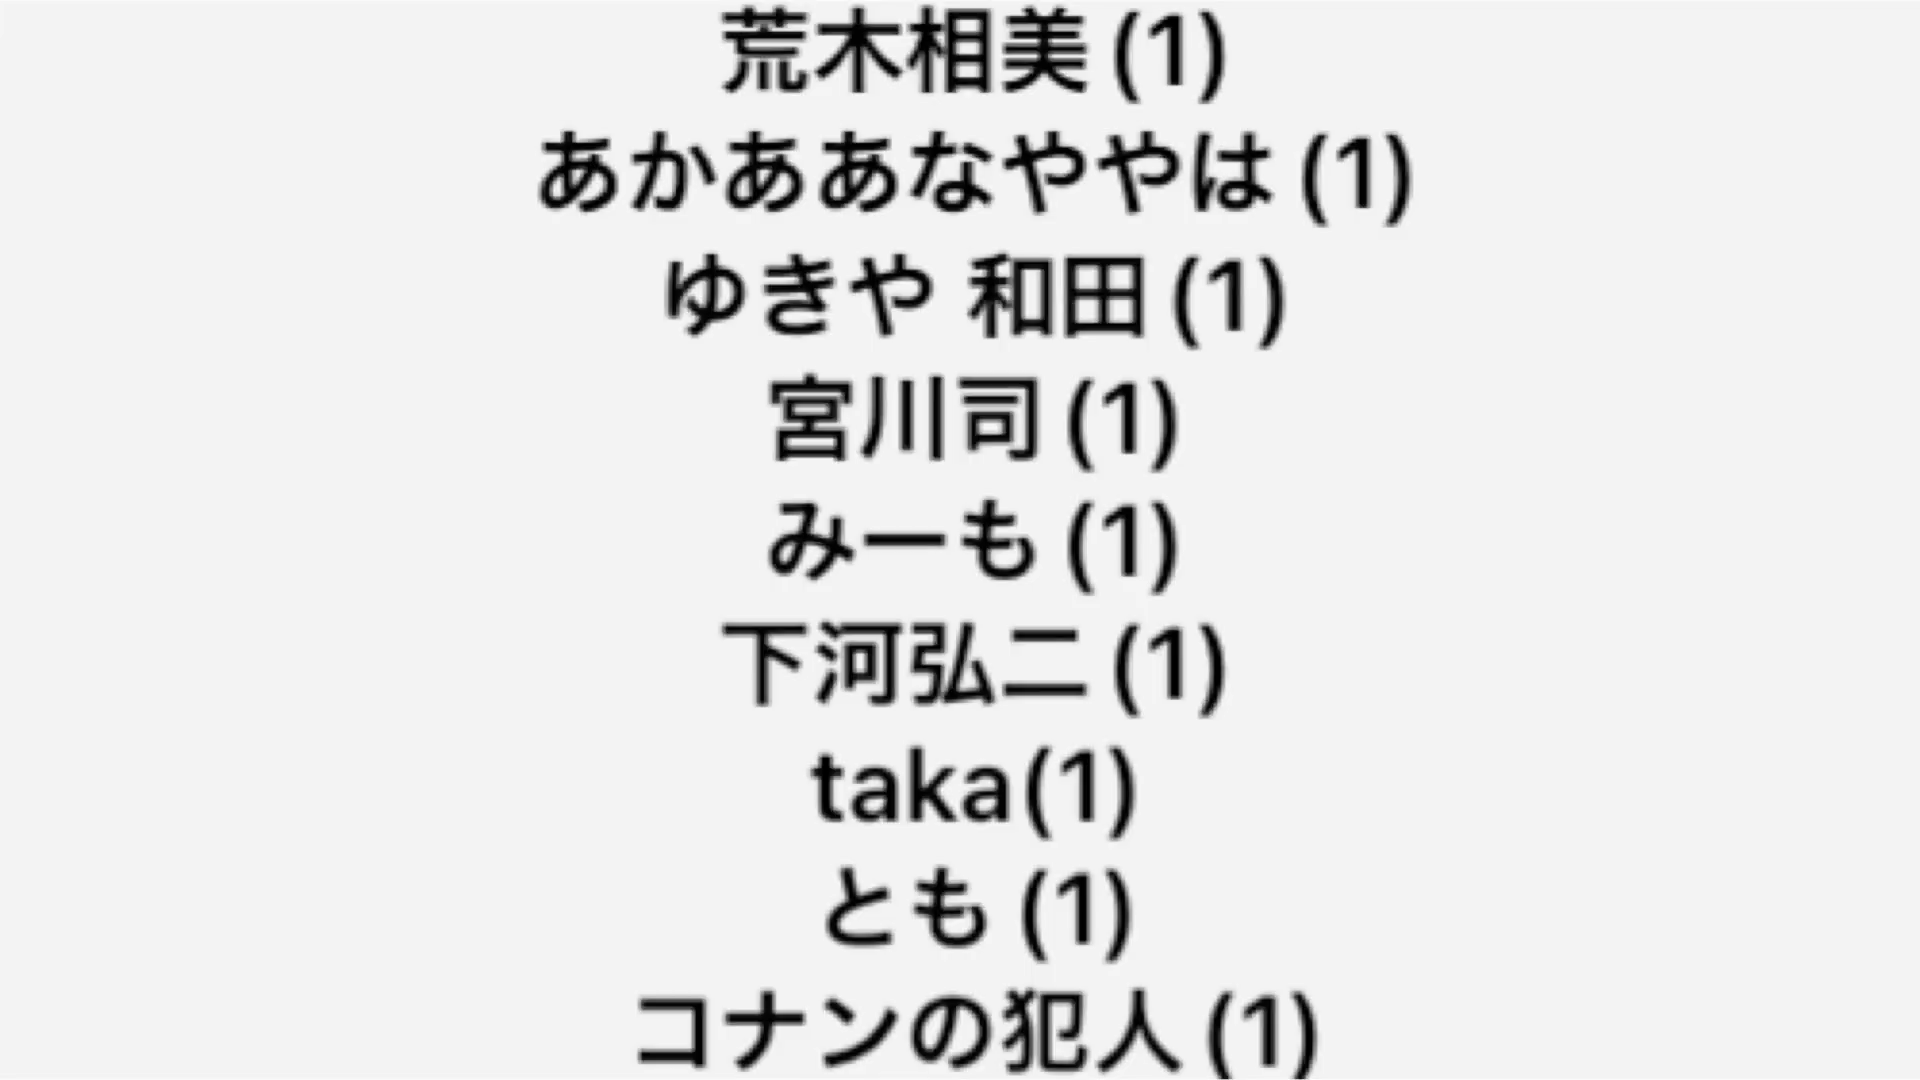 荒木相美 (1)
あかああなややは (1)
ゆきや 和田 (1)
宮川司 (1)
みーも (1)
下河弘二 (1)
taka(1)
とも (1)
コナンの犯人 (1)